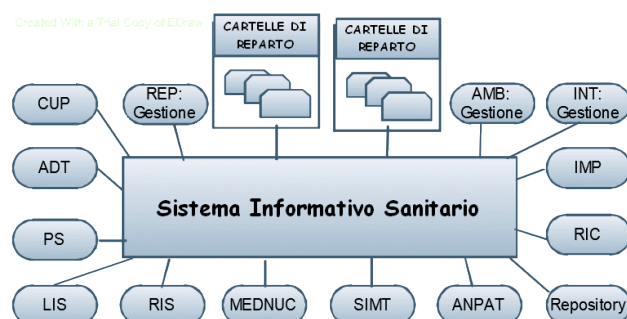 Created With a Trial Copy of EDraw
CARTELLE DI
REPARTO
CARTELLE DI
REPARTO
CUP
REP:
Gestione
AMB:
Gestione
INT:
Gestione
ADT
IMP
Sistema Informativo Sanitario
PS
RIC
LIS
RIS
MEDNUC
SIMT
ANPAT
Repository